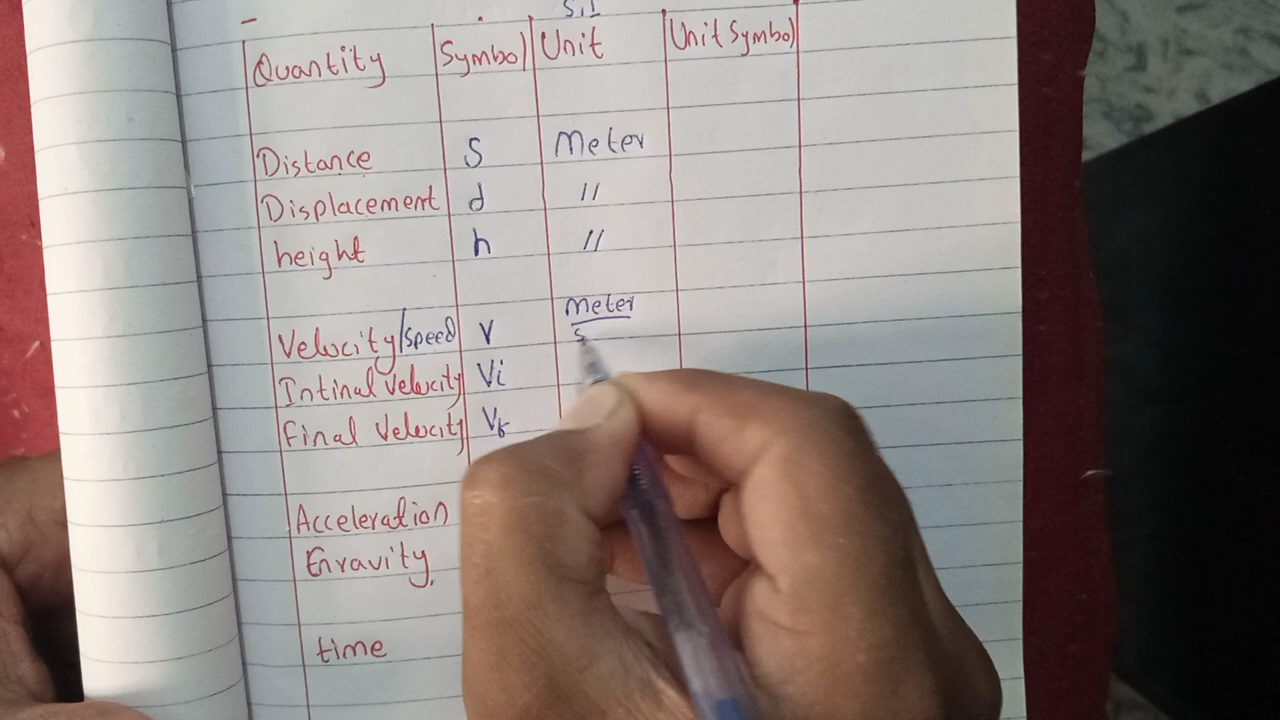 S.I
Quantity Symbol Unit Unit Symbol
Distance S Meter
Displacement d //
height h //
Meter
Velocity/speed V s
Intinal Velocity Vi
Final Velocity Vf
Acceleration
Gravity
time